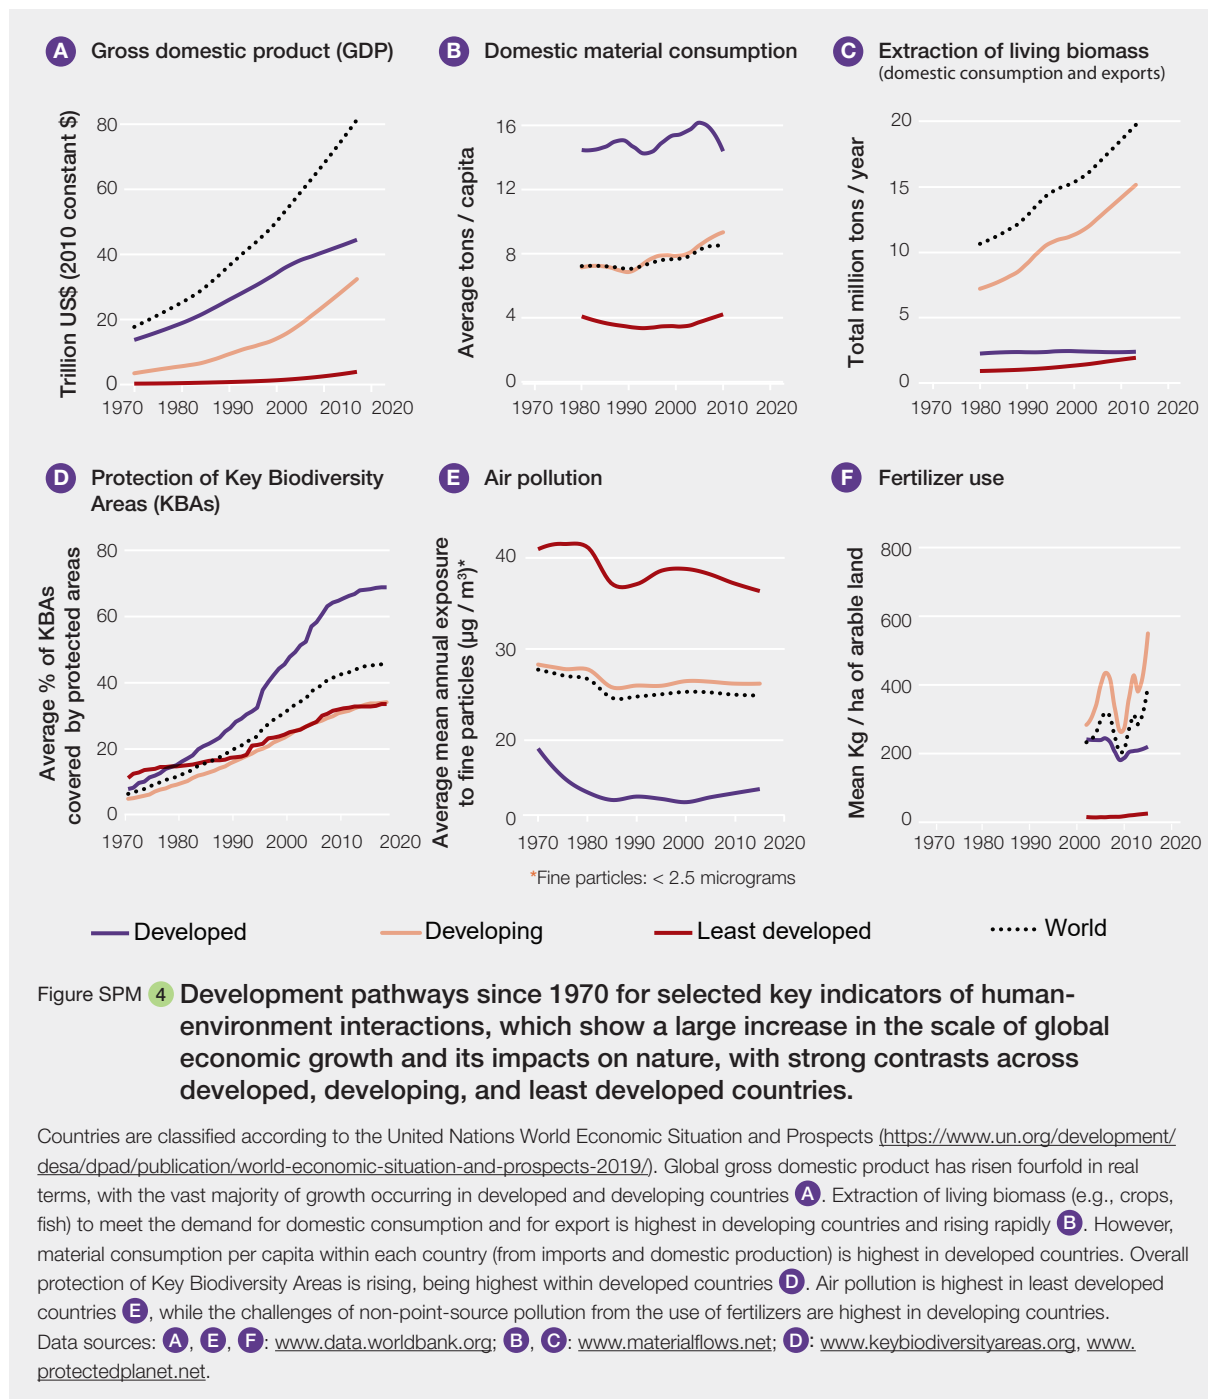 A Gross domestic product (GDP)
Trillion US$ (2010 constant $)
80
60
40
20
0
1970 1980 1990 2000 2010 2020
B Domestic material consumption
Average tons / capita
16
12
8
4
0
1970 1980 1990 2000 2010 2020
C Extraction of living biomass
(domestic consumption and exports)
Total million tons / year
20
15
10
5
0
1970 1980 1990 2000 2010 2020
D Protection of Key Biodiversity
Areas (KBAs)
Average % of KBAs
covered by protected areas
80
60
40
20
0
1970 1980 1990 2000 2010 2020
E Air pollution
Average mean annual exposure
to fine particles (µg / m³)*
40
30
20
0
1970 1980 1990 2000 2010 2020
*Fine particles: < 2.5 micrograms
F Fertilizer use
Mean Kg / ha of arable land
800
600
400
200
0
1970 1980 1990 2000 2010 2020
Developed
Developing
Least developed
World
Figure SPM 4 Development pathways since 1970 for selected key indicators of human-
environment interactions, which show a large increase in the scale of global
economic growth and its impacts on nature, with strong contrasts across
developed, developing, and least developed countries.
Countries are classified according to the United Nations World Economic Situation and Prospects (https://www.un.org/development/
desa/dpad/publication/world-economic-situation-and-prospects-2019/). Global gross domestic product has risen fourfold in real
terms, with the vast majority of growth occurring in developed and developing countries A. Extraction of living biomass (e.g., crops,
fish) to meet the demand for domestic consumption and for export is highest in developing countries and rising rapidly B. However,
material consumption per capita within each country (from imports and domestic production) is highest in developed countries. Overall
protection of Key Biodiversity Areas is rising, being highest within developed countries D. Air pollution is highest in least developed
countries E, while the challenges of non-point-source pollution from the use of fertilizers are highest in developing countries.
Data sources: A, E, F: www.data.worldbank.org; B, C: www.materialflows.net; D: www.keybiodiversityareas.org, www.
protectedplanet.net.